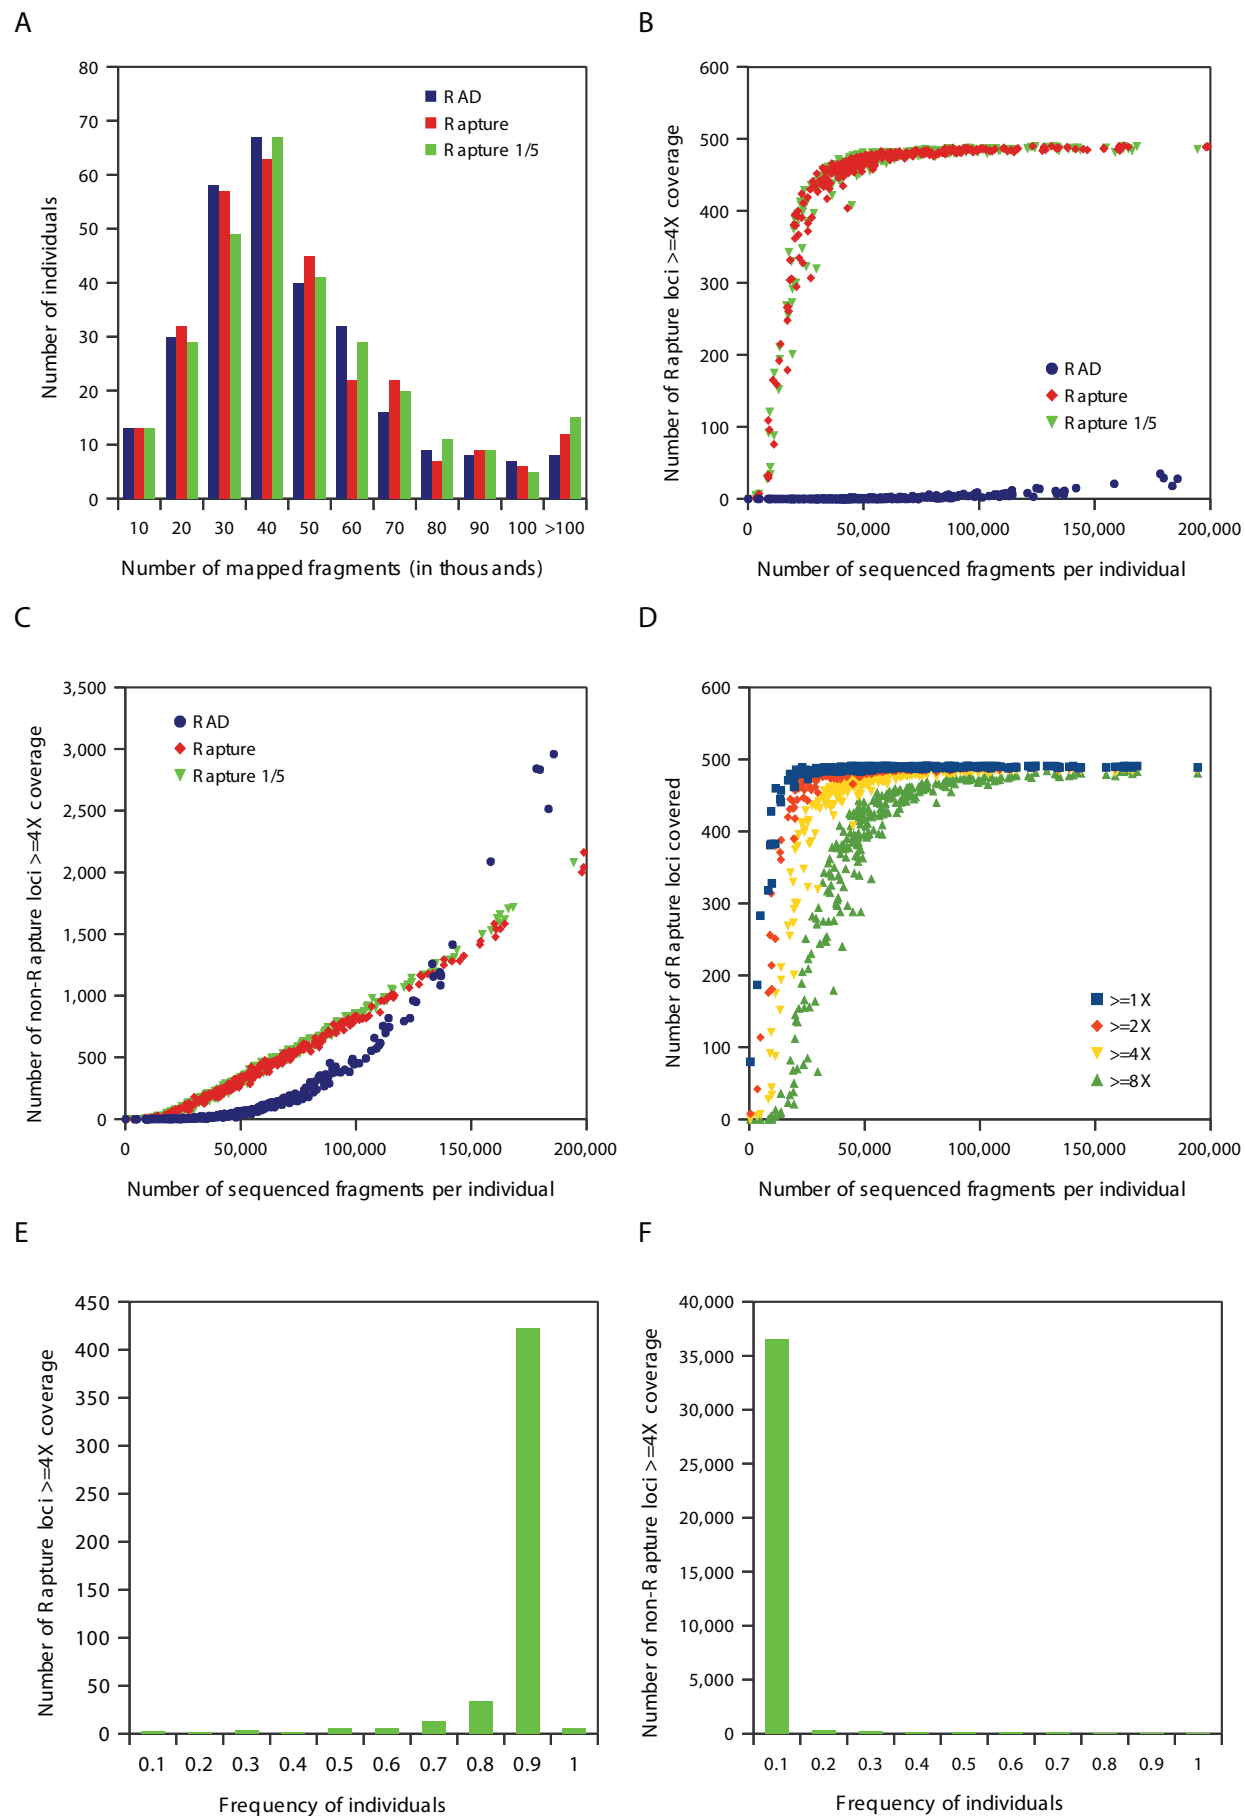 A
Number of individuals
80
70
60
50
40
30
20
10
0
RAD
Rapture
Rapture 1/5
10 20 30 40 50 60 70 80 90 100 >100
Number of mapped fragments (in thousands)
B
Number of Rapture loci >=4X coverage
600
500
400
300
200
100
0
RAD
Rapture
Rapture 1/5
0 50,000 100,000 150,000 200,000
Number of sequenced fragments per individual
C
Number of non-Rapture loci >=4X coverage
3,500
3,000
2,500
2,000
1,500
1,000
500
0
RAD
Rapture
Rapture 1/5
0 50,000 100,000 150,000 200,000
Number of sequenced fragments per individual
D
Number of Rapture loci covered
600
500
400
300
200
100
0
>=1X
>=2X
>=4X
>=8X
0 50,000 100,000 150,000 200,000
Number of sequenced fragments per individual
E
Number of Rapture loci >=4X coverage
450
400
350
300
250
200
150
100
50
0
0.1 0.2 0.3 0.4 0.5 0.6 0.7 0.8 0.9 1
Frequency of individuals
F
Number of non-Rapture loci >=4X coverage
40,000
35,000
30,000
25,000
20,000
15,000
10,000
5,000
0
0.1 0.2 0.3 0.4 0.5 0.6 0.7 0.8 0.9 1
Frequency of individuals